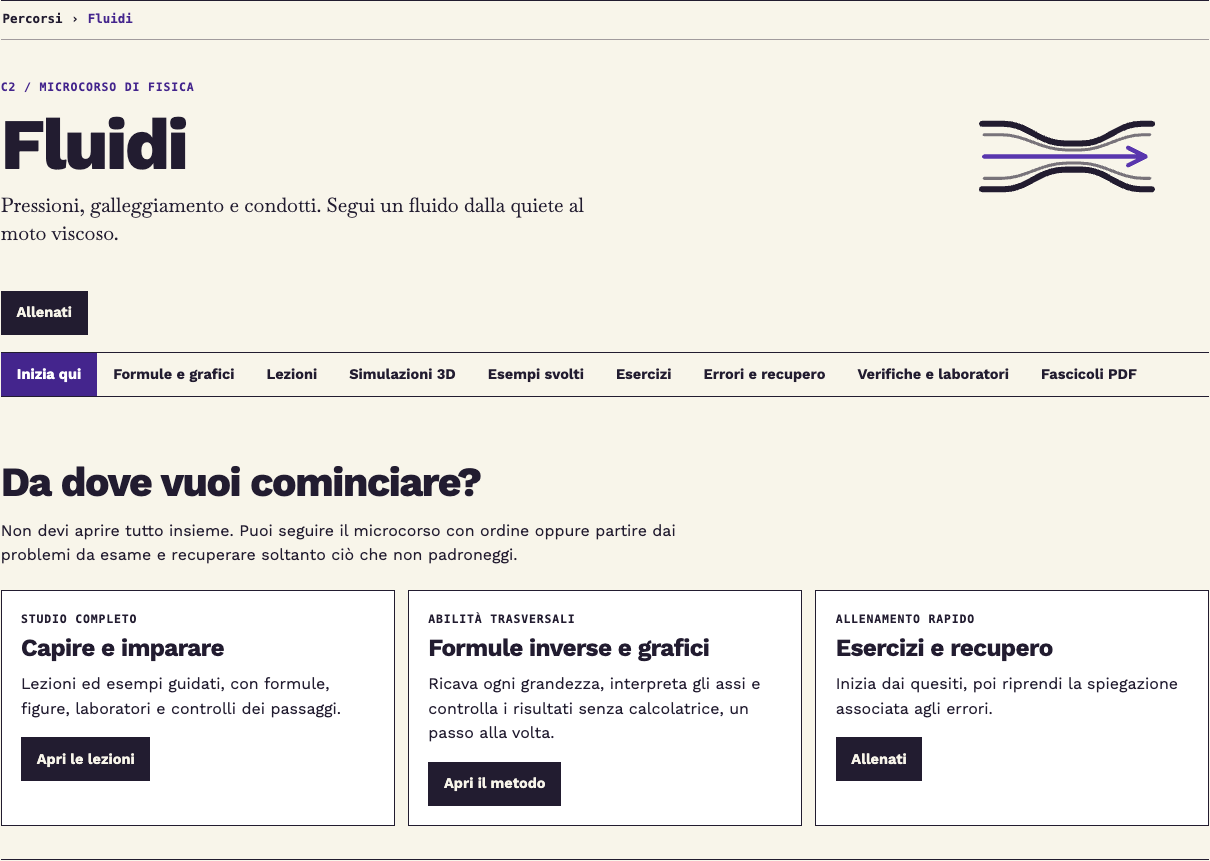 Percorsi › Fluidi
C2 / MICROCORSO DI FISICA
Fluidi
Pressioni, galleggiamento e condotti. Segui un fluido dalla quiete al
moto viscoso.
Allenati
Inizia qui Formule e grafici Lezioni Simulazioni 3D Esempi svolti Esercizi Errori e recupero Verifiche e laboratori Fascicoli PDF
Da dove vuoi cominciare?
Non devi aprire tutto insieme. Puoi seguire il microcorso con ordine oppure partire dai
problemi da esame e recuperare soltanto ciò che non padroneggi.
STUDIO COMPLETO
Capire e imparare
Lezioni ed esempi guidati, con formule,
figure, laboratori e controlli dei passaggi.
Apri le lezioni
ABILITÀ TRASVERSALI
Formule inverse e grafici
Ricava ogni grandezza, interpreta gli assi e
controlla i risultati senza calcolatrice, un
passo alla volta.
Apri il metodo
ALLENAMENTO RAPIDO
Esercizi e recupero
Inizia dai quesiti, poi riprendi la spiegazione
associata agli errori.
Allenati